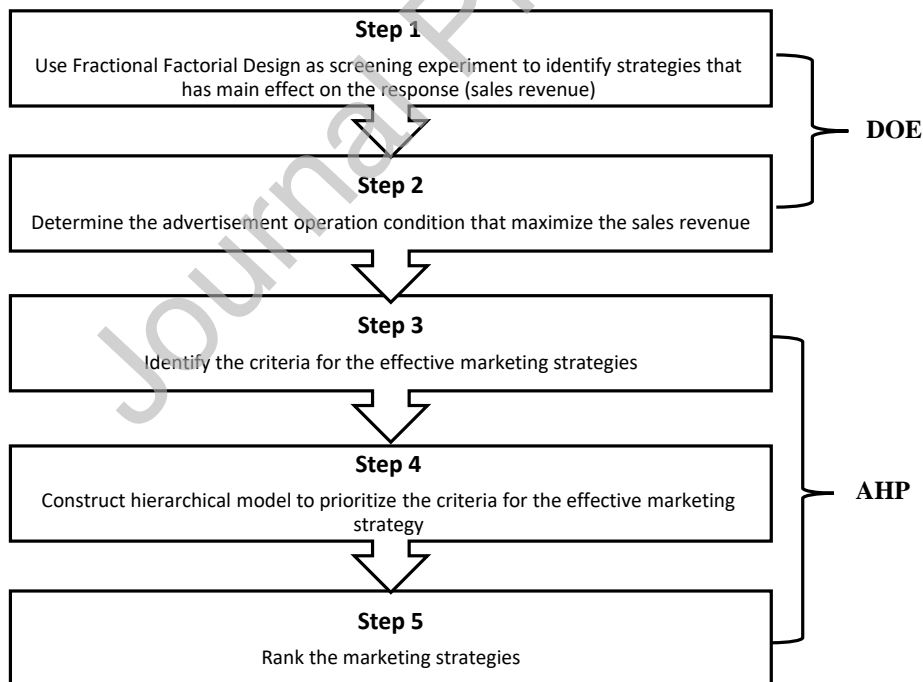 Step 1
Use Fractional Factorial Design as screening experiment to identify strategies that
has main effect on the response (sales revenue)
DOE
Step 2
Determine the advertisement operation condition that maximize the sales revenue
Step 3
Identify the criteria for the effective marketing strategies
Step 4
Construct hierarchical model to prioritize the criteria for the effective marketing
strategy
AHP
Step 5
Rank the marketing strategies
Journal Pr